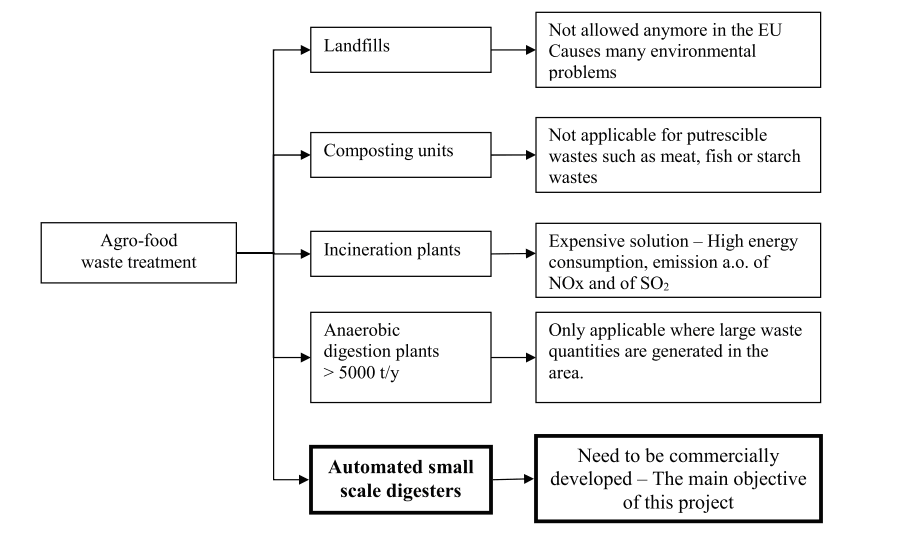 Landfills
Not allowed anymore in the EU
Causes many environmental
problems
Composting units
Not applicable for putrescible
wastes such as meat, fish or starch
wastes
Agro-food
waste treatment
Incineration plants
Expensive solution – High energy
consumption, emission a.o. of
NOx and of SO₂
Anaerobic
digestion plants
> 5000 t/y
Only applicable where large waste
quantities are generated in the
area.
Automated small
scale digesters
Need to be commercially
developed – The main objective
of this project